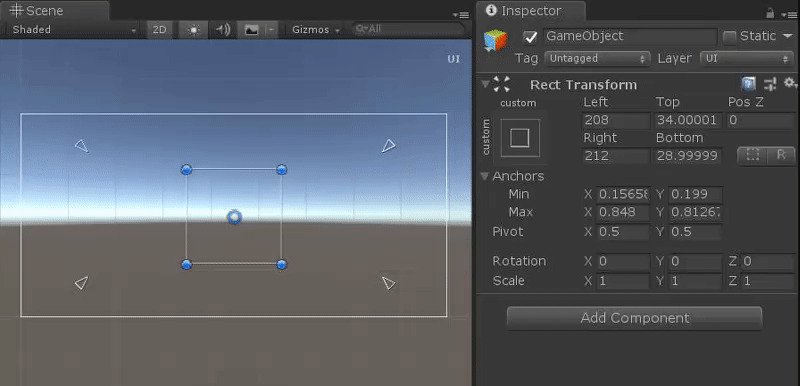 Scene
Shaded 2D Gizmos All
UI
Inspector
GameObject Static
Tag Untagged Layer UI
Rect Transform
custom Left Top Pos Z
custom 208 34.00001 0
Right Bottom
212 28.99999 R
Anchors
Min X 0.15658 Y 0.199
Max X 0.848 Y 0.81267
Pivot X 0.5 Y 0.5
Rotation X 0 Y 0 Z 0
Scale X 1 Y 1 Z 1
Add Component